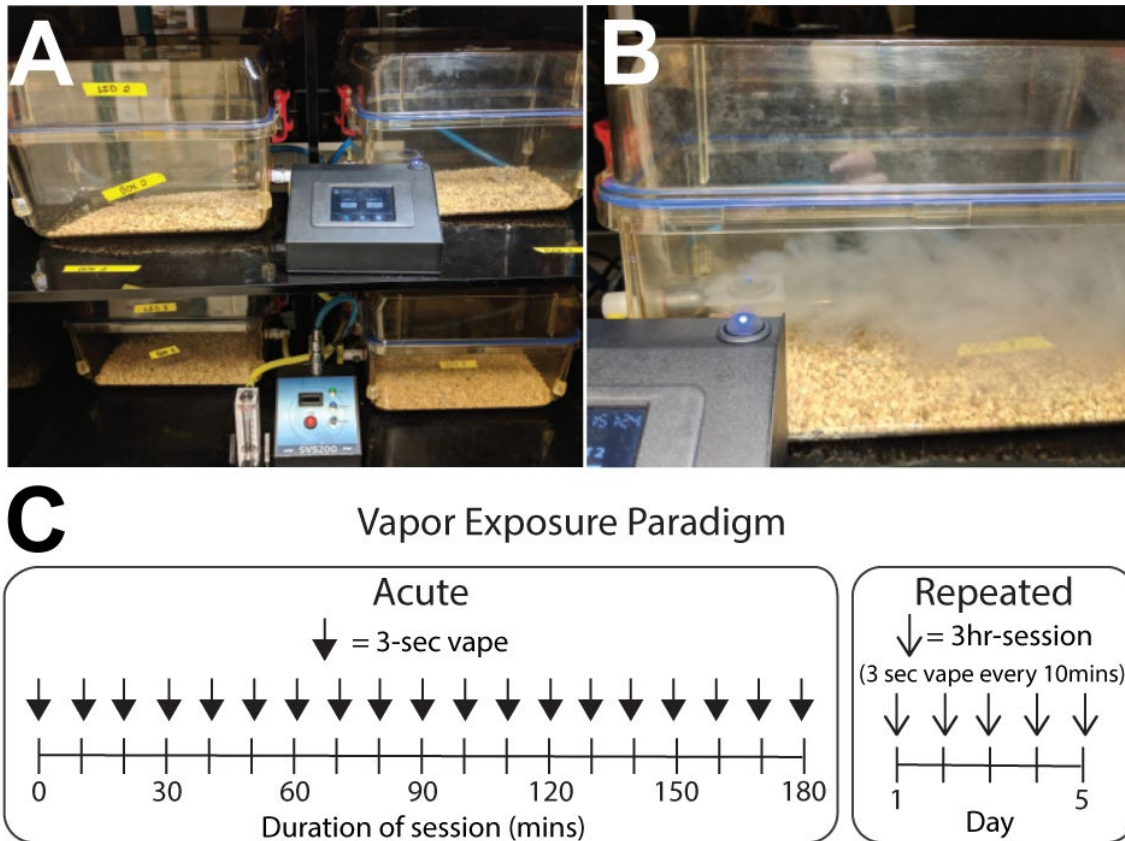 A
B
SVS200
C
Vapor Exposure Paradigm
Acute
= 3-sec vape
0 30 60 90 120 150 180
Duration of session (mins)
Repeated
= 3hr-session
(3 sec vape every 10mins)
1 5
Day